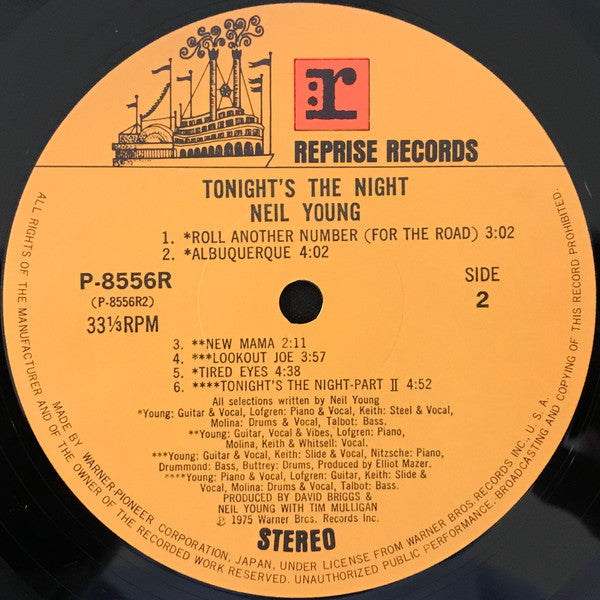 r
REPRISE RECORDS
TONIGHT'S THE NIGHT
NEIL YOUNG
1. *ROLL ANOTHER NUMBER (FOR THE ROAD) 3:02
2. *ALBUQUERQUE 4:02
P-8556R
(P-8556R2)
33⅓RPM
SIDE
2
3. **NEW MAMA 2:11
4. ***LOOKOUT JOE 3:57
5. *TIRED EYES 4:38
6. ****TONIGHT'S THE NIGHT-PART II 4:52
All selections written by Neil Young
*Young: Guitar & Vocal, Lofgren: Piano & Vocal, Keith: Steel & Vocal,
Molina: Drums & Vocal, Talbot: Bass.
**Young: Guitar, Vocal & Vibes, Lofgren: Piano,
Molina, Keith & Whitsell: Vocal.
***Young: Guitar & Vocal, Keith: Slide & Vocal, Nitzsche: Piano,
Drummond: Bass, Buttrey: Drums, Produced by Elliot Mazer.
****Young: Piano & Vocal, Lofgren: Guitar, Keith: Slide &
Vocal, Molina: Drums & Vocal, Talbot: Bass.
PRODUCED BY DAVID BRIGGS &
NEIL YOUNG WITH TIM MULLIGAN
℗ 1975 Warner Bros. Records Inc.
STEREO
MADE BY WARNER-PIONEER CORPORATION, JAPAN, UNDER LICENSE FROM WARNER BROS. RECORDS INC., U.S.A.
ALL RIGHTS OF THE MANUFACTURER AND OF THE OWNER OF THE RECORDED WORK RESERVED. UNAUTHORIZED PUBLIC PERFORMANCE, BROADCASTING AND COPYING OF THIS RECORD PROHIBITED.